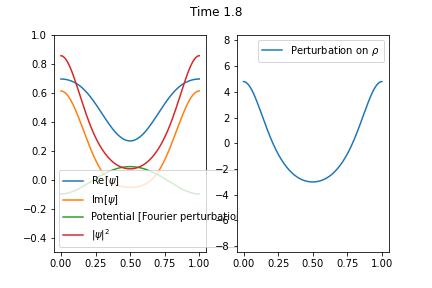 Time 1.8
1.0
0.8
0.6
0.4
0.2
0.0
−0.2
−0.4
Re[ψ]
Im[ψ]
Potential [Fourier perturbatio
|ψ|²
0.00 0.25 0.50 0.75 1.00
8
6
4
2
0
−2
−4
−6
−8
Perturbation on ρ
0.00 0.25 0.50 0.75 1.00